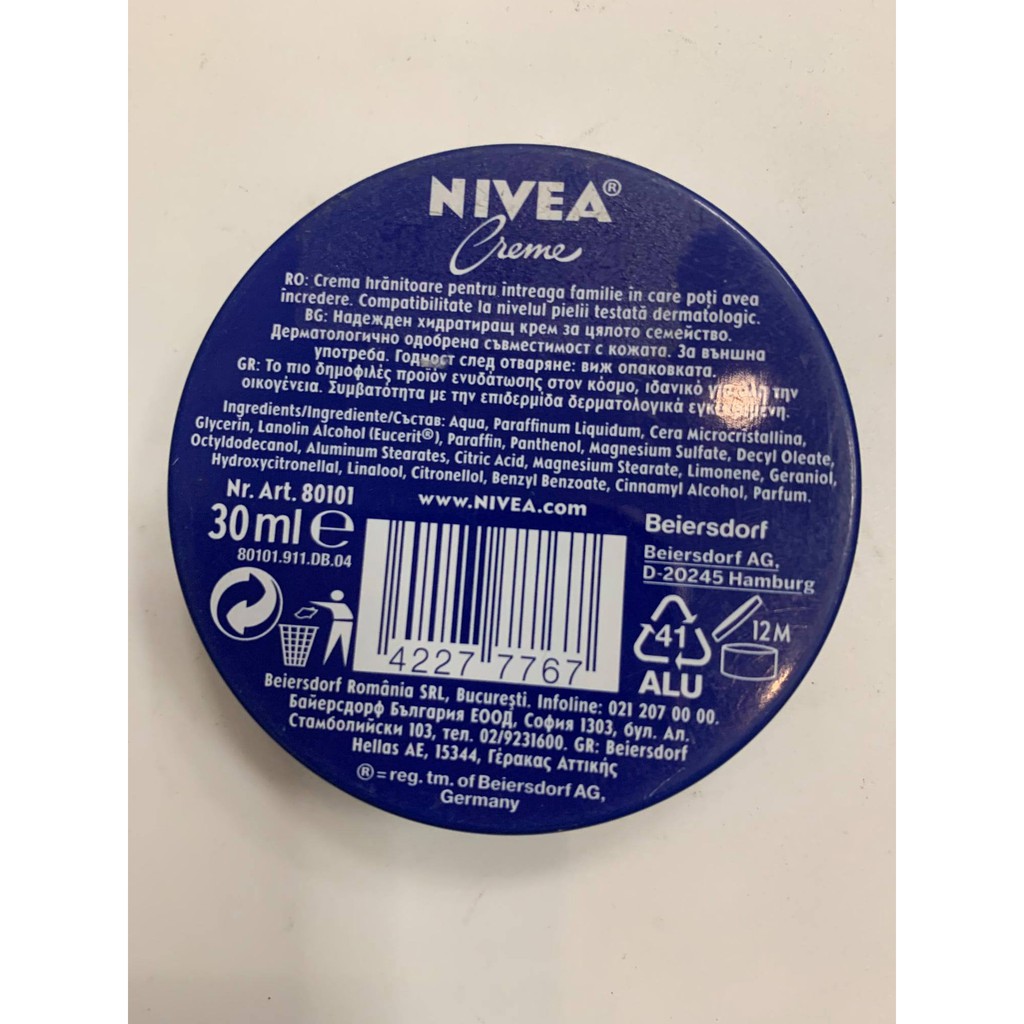 NIVEA®
Creme
RO: Crema hrănitoare pentru întreaga familie în care poți avea
încredere. Compatibilitate la nivelul pielii testată dermatologic.
BG: Надежден хидратиращ крем за цялото семейство.
Дерматологично одобрена съвместимост с кожата. За външна
употреба. Годност след отваряне: виж опаковката.
GR: Το πιο δημοφιλές προϊόν ενυδάτωσης στον κόσμο, ιδανικό την
οικογένεια. Συμβατότητα με την επιδερμίδα δερματολογικά
Ingredients/Ingrediente/Състав: Aqua, Paraffinum Liquidum, Cera Microcristallina,
Glycerin, Lanolin Alcohol (Eucerit®), Paraffin, Panthenol, Magnesium Sulfate, Decyl Oleate,
Octyldodecanol, Aluminum Stearates, Citric Acid, Magnesium Stearate, Limonene, Geraniol,
Hydroxycitronellal, Linalool, Citronellol, Benzyl Benzoate, Cinnamyl Alcohol, Parfum.
Nr. Art. 80101
www.NIVEA.com
30 ml e
80101.911.DB.04
Beiersdorf
Beiersdorf AG,
D-20245 Hamburg
4227 7767
41
ALU
12M
Beiersdorf România SRL, București. Infoline: 021 207 00 00.
Байерсдорф България ЕООД, София 1303, бул. Ал.
Стамболийски 103, тел. 02/9231600. GR: Beiersdorf
Hellas AE, 15344, Γέρακας Αττικής
®=reg. tm. of Beiersdorf AG,
Germany